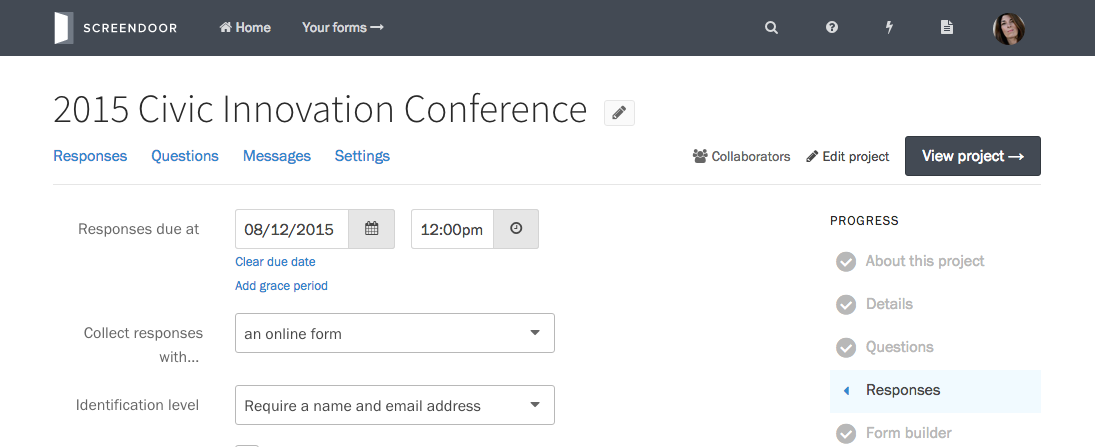 SCREENDOOR Home Your forms →
2015 Civic Innovation Conference
Responses Questions Messages Settings Collaborators Edit project View project →
Responses due at 08/12/2015 12:00pm
Clear due date
Add grace period
Collect responses
with...
an online form
Identification level Require a name and email address
PROGRESS
About this project
Details
Questions
Responses
Form builder